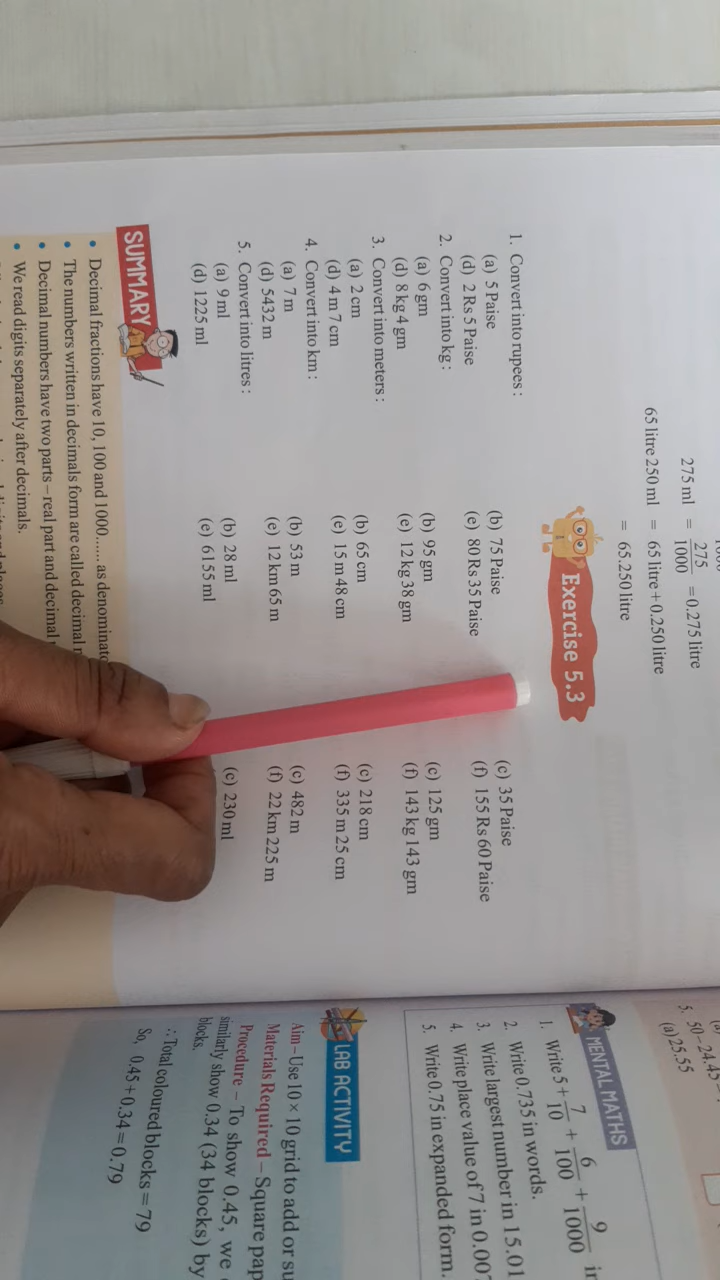 275 ml = 275/1000 = 0.275 litre
65 litre 250 ml = 65 litre + 0.250 litre
= 65.250 litre
Exercise 5.3
1. Convert into rupees :
(a) 5 Paise (b) 75 Paise (c) 35 Paise
(d) 2 Rs 5 Paise (e) 80 Rs 35 Paise (f) 155 Rs 60 Paise
2. Convert into kg :
(a) 6 gm (b) 95 gm (c) 125 gm
(d) 8 kg 4 gm (e) 12 kg 38 gm (f) 143 kg 143 gm
3. Convert into meters :
(a) 2 cm (b) 65 cm (c) 218 cm
(d) 4 m 7 cm (e) 15 m 48 cm (f) 335 m 25 cm
4. Convert into km :
(a) 7 m (b) 53 m (c) 482 m
(d) 5432 m (e) 12 km 65 m (f) 22 km 225 m
5. Convert into litres :
(a) 9 ml (b) 28 ml (c) 230 ml
(d) 1225 ml (e) 6155 ml
SUMMARY
• Decimal fractions have 10, 100 and 1000...... as
• The numbers written in decimals form are called decimal
• Decimal numbers have two parts – real part and decimal
• We read digits separately after decimals.
5. 50 – 24.45
(a) 25.55
MENTAL MATHS
1. Write 5 + 7/10 + 6/100 + 9/1000
2. Write 0.735 in words.
3. Write largest number in 15.01
4. Write place value of 7 in 0.007
5. Write 0.75 in expanded form.
LAB ACTIVITY
Aim – Use 10 × 10 grid to add or
Materials Required – Square
Procedure – To show 0.45, we
similarly show 0.34 (34 blocks) by
blocks.
∴ Total coloured blocks = 79
So, 0.45 + 0.34 = 0.79